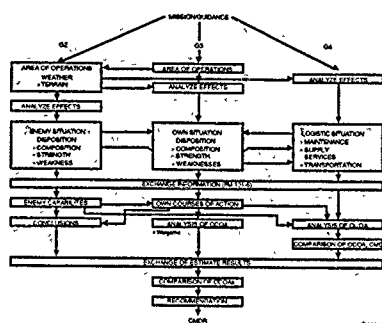 MISSION/GUIDANCE
G2
G3
G4
AREA OF OPERATIONS
WEATHER
TERRAIN
AREA OF OPERATIONS
ANALYZE EFFECTS
ANALYZE EFFECTS
ANALYZE EFFECTS
ENEMY SITUATION
DISPOSITION
COMPOSITION
STRENGTH
WEAKNESS
OWN SITUATION
DISPOSITION
COMPOSITION
STRENGTH
WEAKNESSES
LOGISTIC SITUATION
MAINTENANCE
SUPPLY
SERVICES
TRANSPORTATION
EXCHANGE INFORMATION
ENEMY CAPABILITIES
OWN COURSES OF ACTION
CONCLUSIONS
ANALYSIS OF
Wargame
ANALYSIS OF
COMPARISON OF
EXCHANGE OF ESTIMATE RESULTS
COMPARISON OF
RECOMMENDATION
CMDR